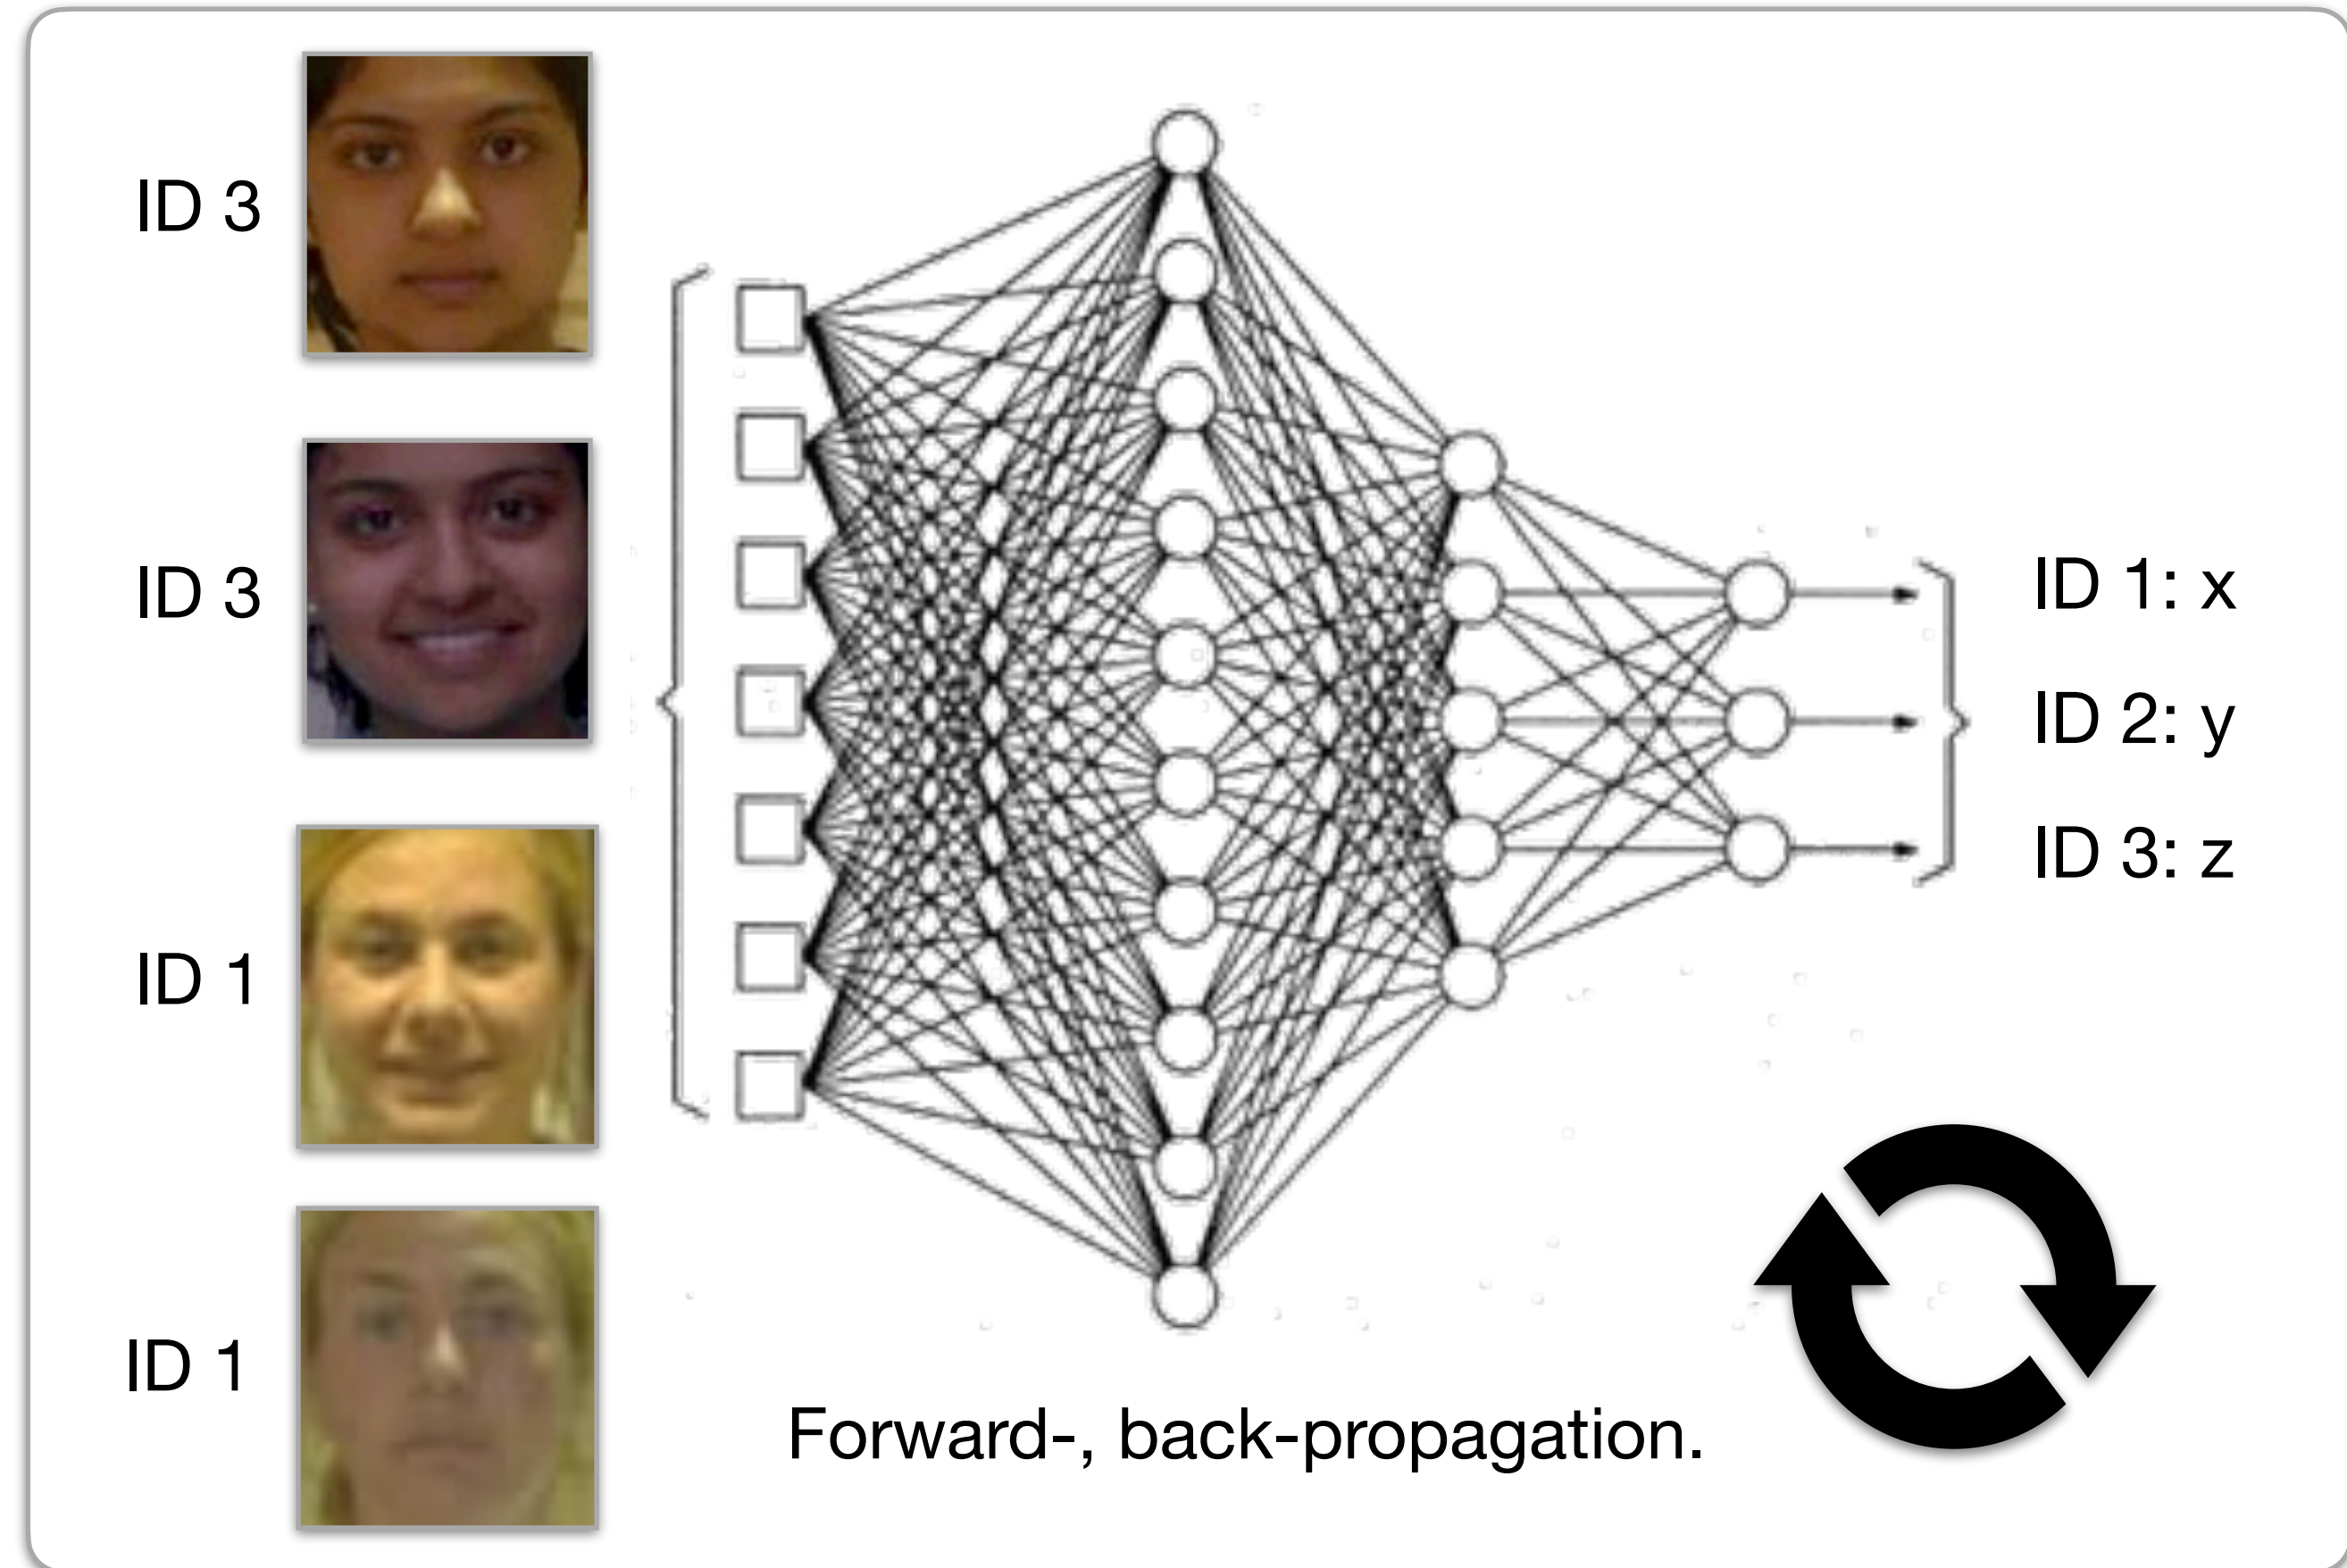 ID 3
ID 3
ID 1
ID 1
ID 1: x
ID 2: y
ID 3: z
Forward-, back-propagation.